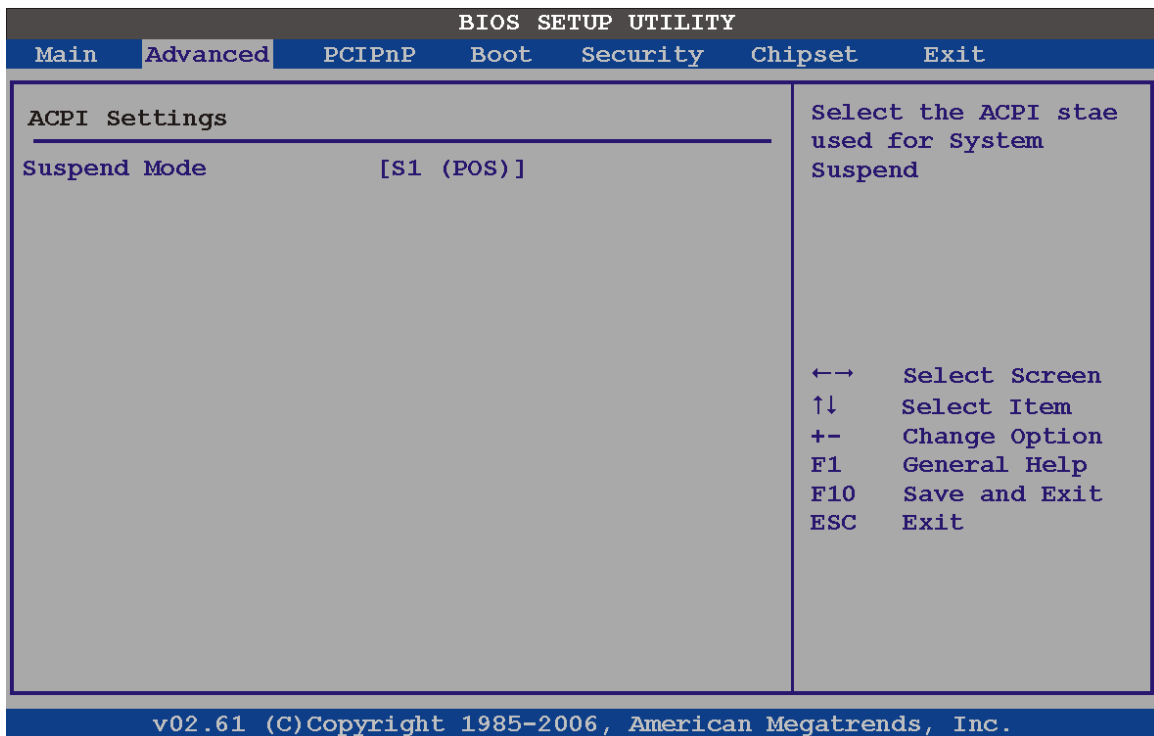 BIOS SETUP UTILITY
Main Advanced PCIPnP Boot Security Chipset Exit
ACPI Settings
Suspend Mode [S1 (POS)]
Select the ACPI stae
used for System
Suspend
←→ Select Screen
↑↓ Select Item
+- Change Option
F1 General Help
F10 Save and Exit
ESC Exit
v02.61 (C)Copyright 1985-2006, American Megatrends, Inc.